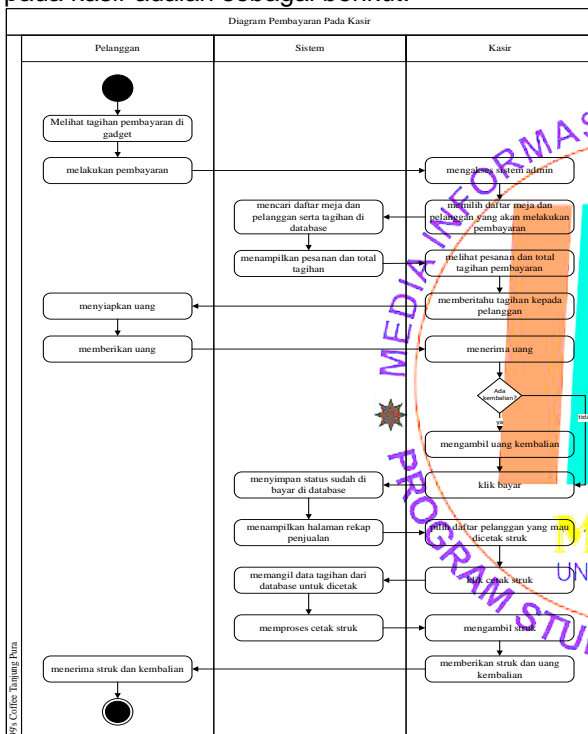 pada kasir adalah sebagai berikut:
Diagram Pembayaran Pada Kasir
Pelanggan
Sistem
Kasir
Melihat tagihan pembayaran di
gadget
melakukan pembayaran
mengakses sistem admin
mencari daftar meja dan
pelanggan serta tagihan di
database
memilih daftar meja dan
pelanggan yang akan melakukan
pembayaran
menampilkan pesanan dan total
tagihan
melihat pesanan dan total
tagihan pembayaran
menyiapkan uang
memberitahu tagihan kepada
pelanggan
memberikan uang
menerima uang
Ada
kembalian?
tida
ya
mengambil uang kembalian
menyimpan status sudah di
bayar di database
klik bayar
menampilkan halaman rekap
penjualan
pilih daftar pelanggan yang mau
dicetak struk
memangil data tagihan dari
database untuk dicetak
klik cetak struk
memproses cetak struk
mengambil struk
menerima struk dan kembalian
memberikan struk dan uang
kembalian
99's Coffee Tanjung Pura
MEDIA INFORMAS
PROGRAM STU
M
UN